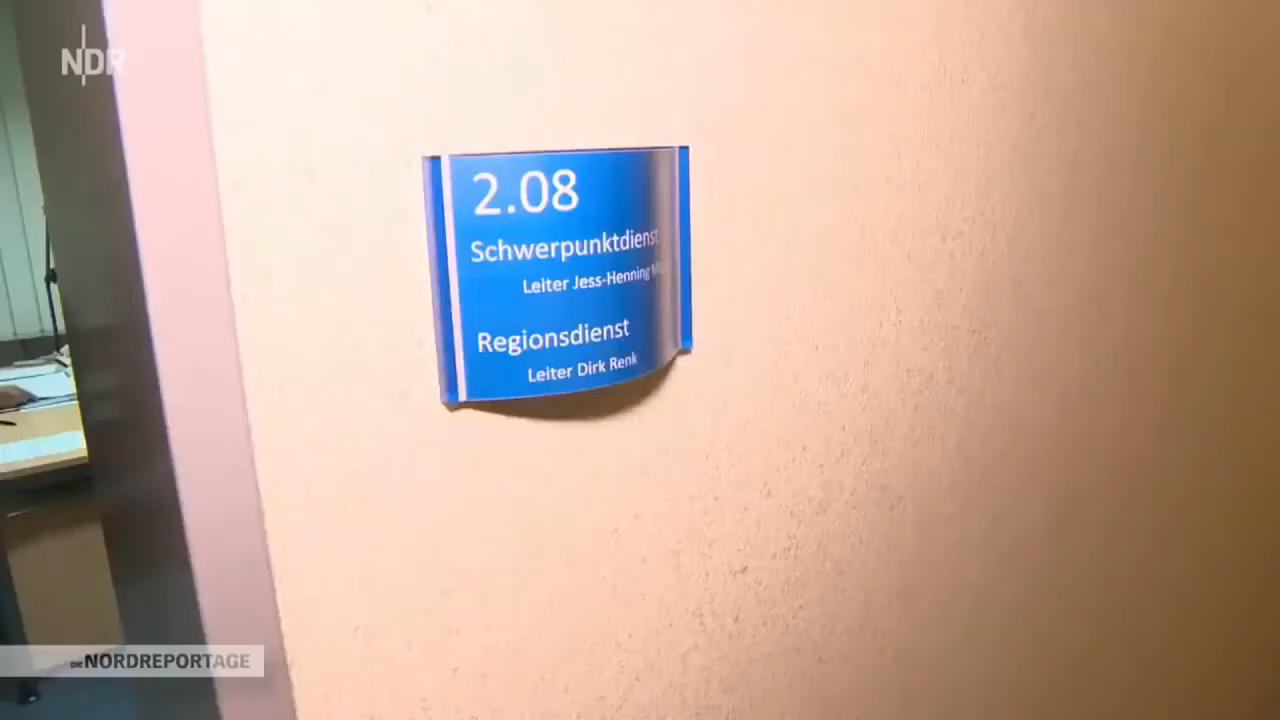 NDR
2.08
Schwerpunktdienst
Leiter Jess-Henning
Regionsdienst
Leiter Dirk Renk
DIE NORDREPORTAGE